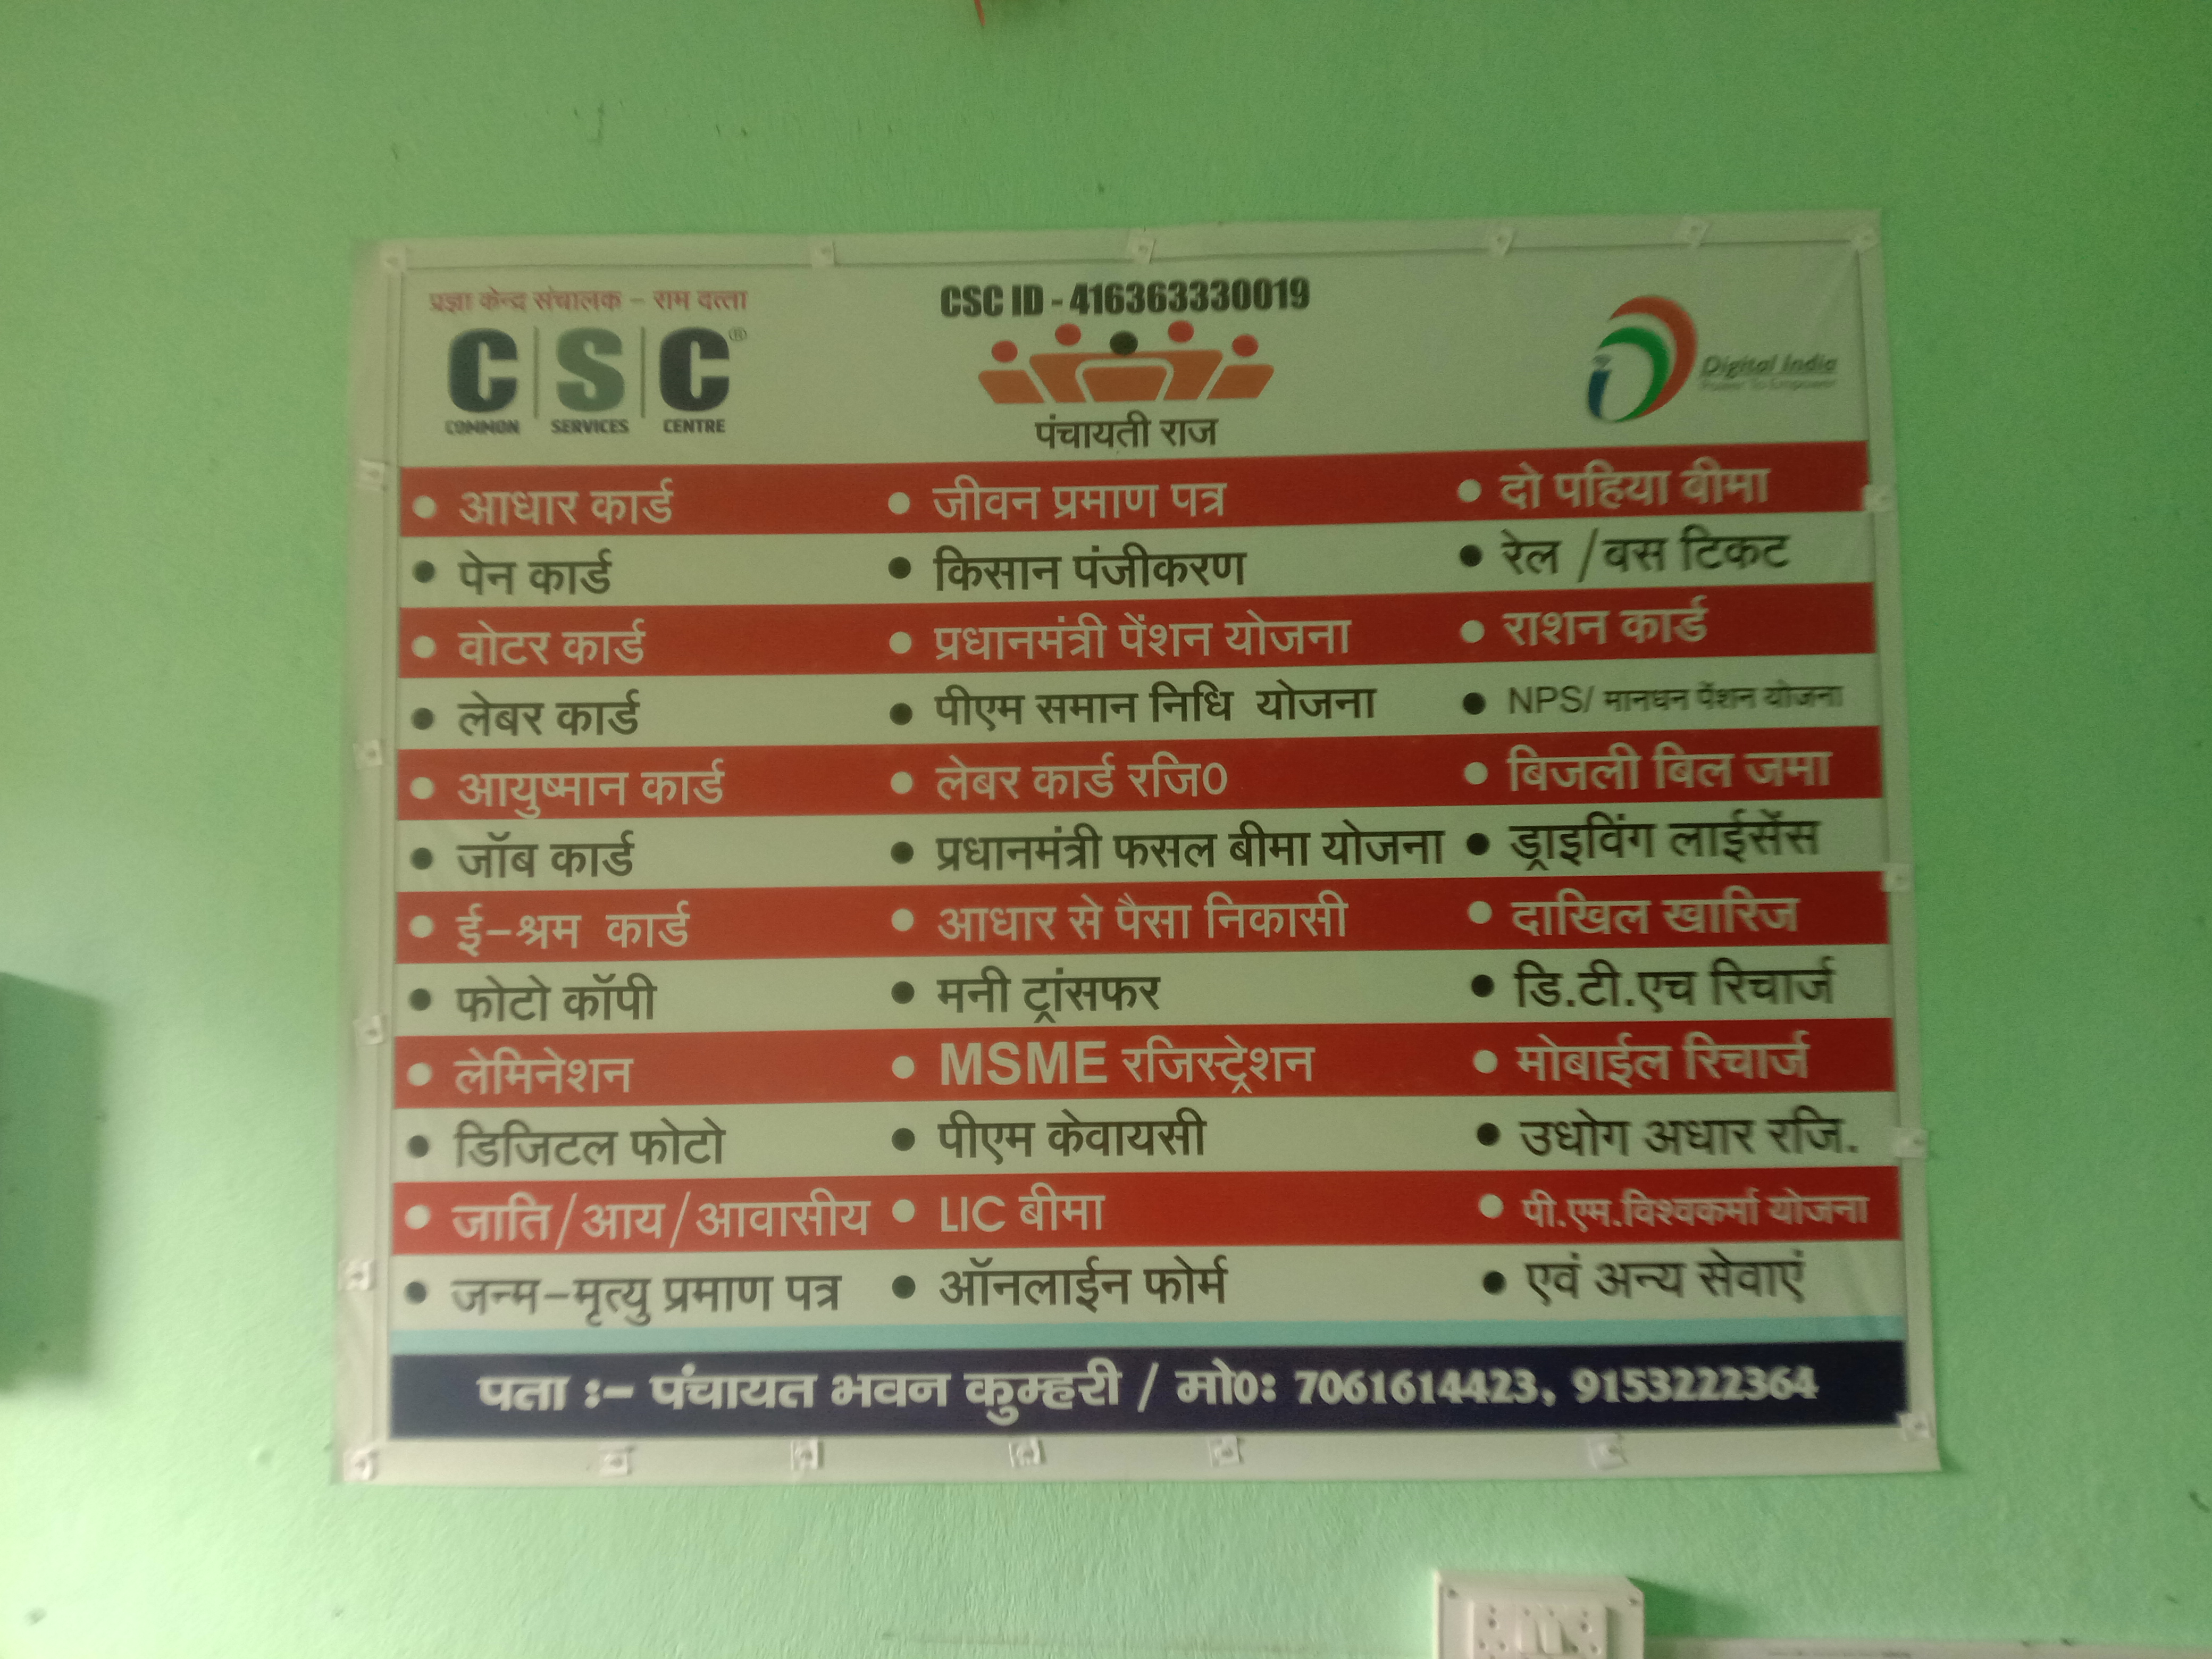 प्रज्ञा केन्द संचालक – राम दत्ता
CSC ID - 416363330019
C|S|C®
COMMON SERVICES CENTRE
पंचायती राज
Digital India
Power To Empower
• आधार कार्ड • जीवन प्रमाण पत्र • दो पहिया बीमा
• पेन कार्ड • किसान पंजीकरण • रेल /बस टिकट
• वोटर कार्ड • प्रधानमंत्री पेंशन योजना • राशन कार्ड
• लेबर कार्ड • पीएम समान निधि योजना • NPS/ मानधन पेंशन योजना
• आयुष्मान कार्ड • लेबर कार्ड रजि0 • बिजली बिल जमा
• जॉब कार्ड • प्रधानमंत्री फसल बीमा योजना • ड्राइविंग लाईसेंस
• ई–श्रम कार्ड • आधार से पैसा निकासी • दाखिल खारिज
• फोटो कॉपी • मनी ट्रांसफर • डि.टी.एच रिचार्ज
• लेमिनेशन • MSME रजिस्ट्रेशन • मोबाईल रिचार्ज
• डिजिटल फोटो • पीएम केवायसी • उधोग अधार रजि.
• जाति/आय/आवासीय • LIC बीमा • पी.एम.विश्वकर्मा योजना
• जन्म–मृत्यु प्रमाण पत्र • ऑनलाईन फोर्म • एवं अन्य सेवाएं
पता :– पंचायत भवन कुम्हरी / मो0: 7061614423, 9153222364